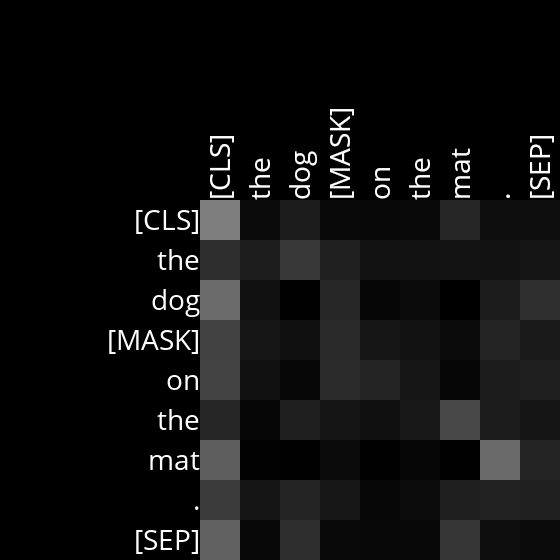 [CLS] the dog [MASK] on the mat . [SEP]
[CLS]
the
dog
[MASK]
on
the
mat
.
[SEP]